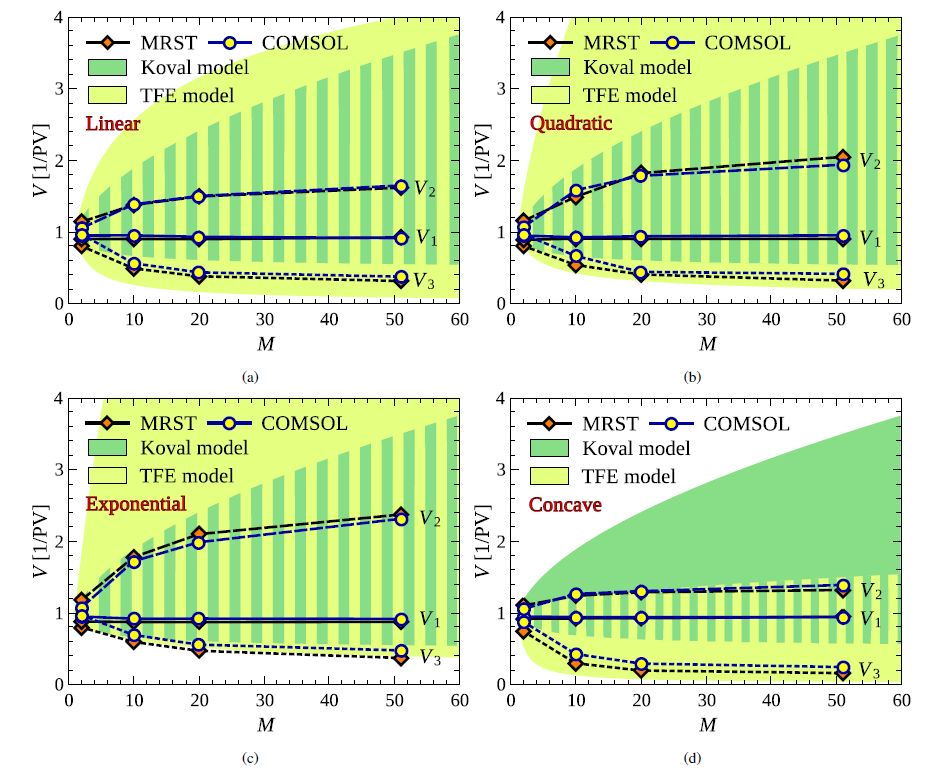 MRST COMSOL
Koval model
TFE model
Linear
V [1/PV]
4
3
2
1
0
V2
V1
V3
0 10 20 30 40 50 60
M
(a)
MRST COMSOL
Koval model
TFE model
Quadratic
V [1/PV]
4
3
2
1
0
V2
V1
V3
0 10 20 30 40 50 60
M
(b)
MRST COMSOL
Koval model
TFE model
Exponential
V [1/PV]
4
3
2
1
0
V2
V1
V3
0 10 20 30 40 50 60
M
(c)
MRST COMSOL
Koval model
TFE model
Concave
V [1/PV]
4
3
2
1
0
V2
V1
V3
0 10 20 30 40 50 60
M
(d)